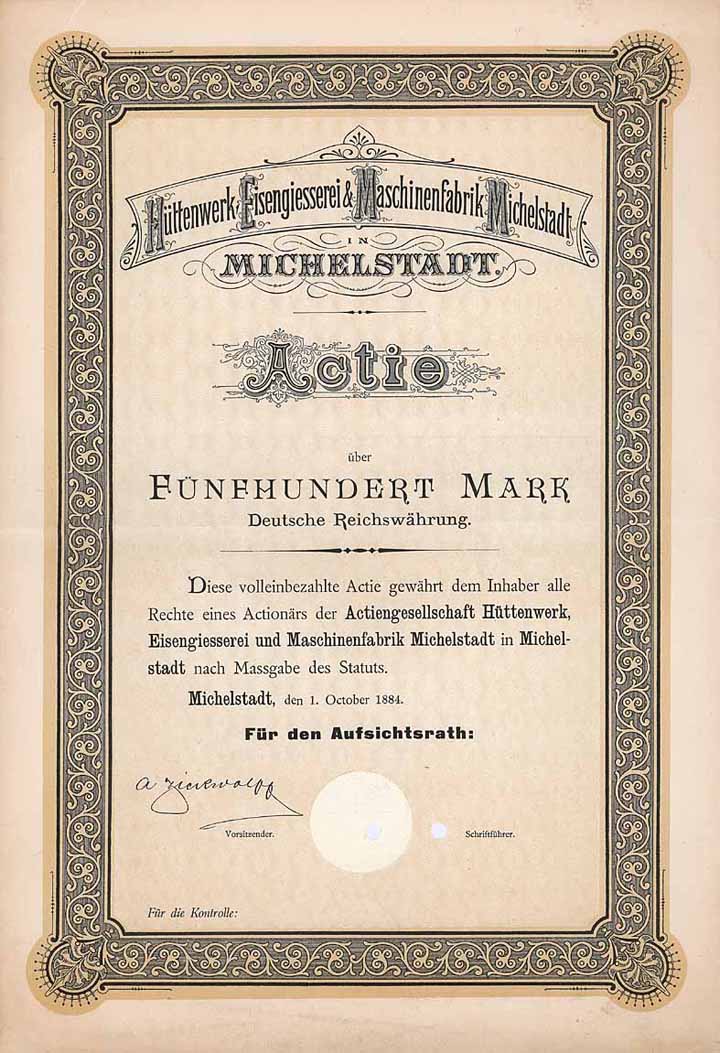 Hüttenwerk, Eisengiesserei & Maschinenfabrik Michelstadt
IN
MICHELSTADT.
Actie
über
FÜNFHUNDERT MARK
Deutsche Reichswährung.
Diese volleinbezahlte Actie gewährt dem Inhaber alle
Rechte eines Actionärs der Actiengesellschaft Hüttenwerk,
Eisengiesserei und Maschinenfabrik Michelstadt in Michel-
stadt nach Massgabe des Statuts.
Michelstadt, den 1. October 1884.
Für den Aufsichtsrath:
Vorsitzender.
Schriftführer.
Für die Kontrolle: